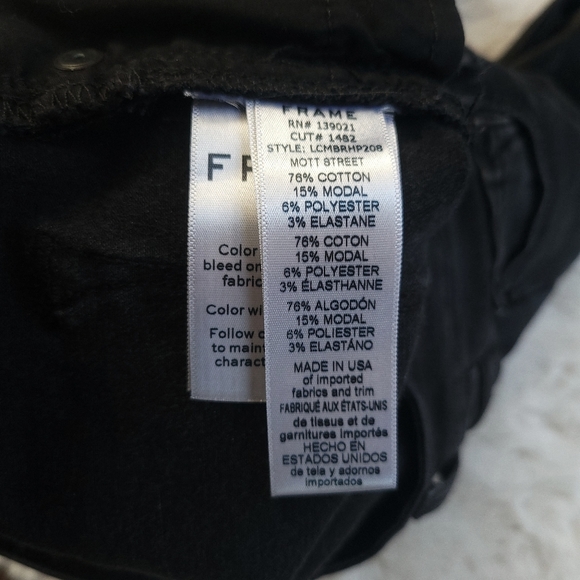 FRAME
RN# 139021
CUT# 1482
STYLE: LCMBRHP208
MOTT STREET
76% COTTON
15% MODAL
6% POLYESTER
3% ELASTANE
76% COTON
15% MODAL
6% POLYESTER
3% ÉLASTHANNE
76% ALGODÓN
15% MODAL
6% POLIESTER
3% ELASTÁNO
MADE IN USA
of imported
fabrics and trim
FABRIQUÉ AUX ÉTATS-UNIS
de tissus et de
garnitures importés
HECHO EN
ESTADOS UNIDOS
de tela y adornos
importados
F
Color
bleed on
fabric
Color wi
Follow
to maint
charact